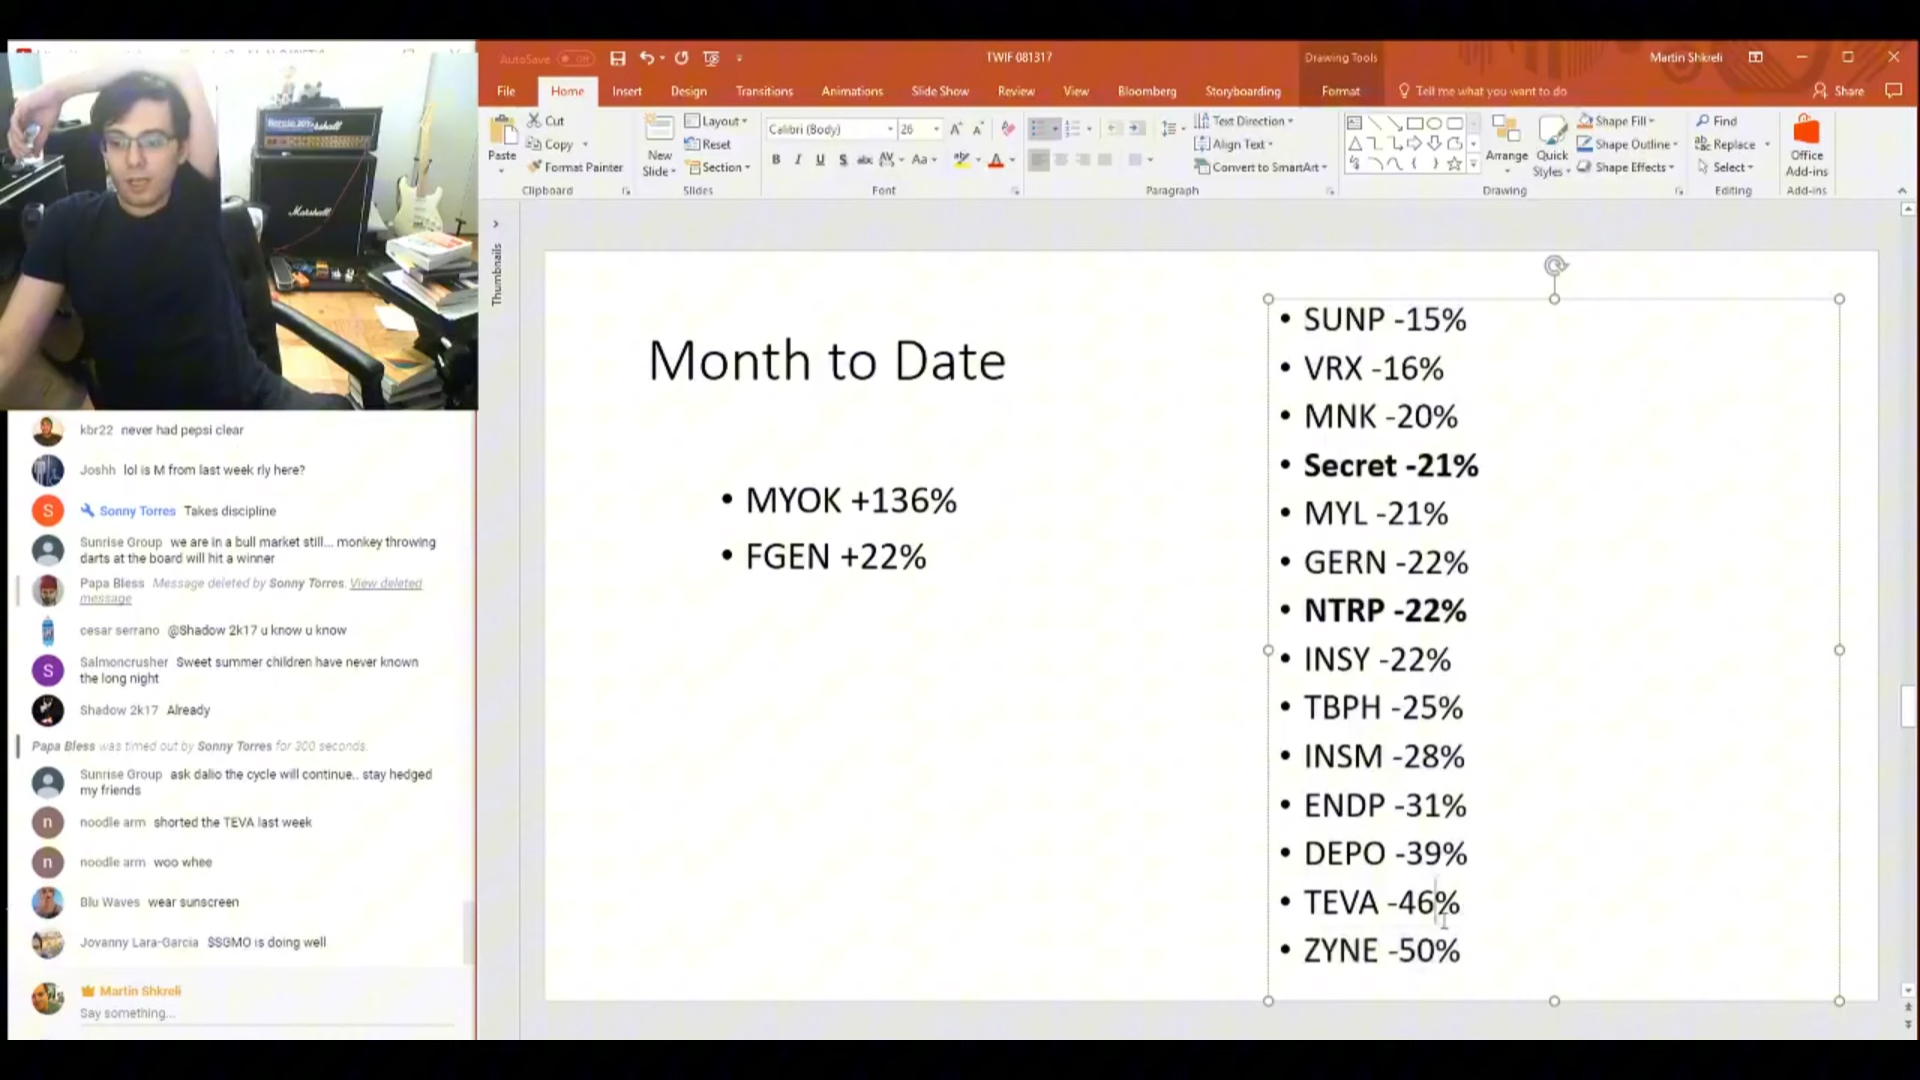 AutoSave
Off
TWIF 081317
Drawing Tools
Martin Shkreli
File
Home
Insert
Design
Transitions
Animations
Slide Show
Review
View
Bloomberg
Storyboarding
Format
Tell me what you want to do
Share
Paste
Cut
Copy
Format Painter
Clipboard
New
Slide
Layout
Reset
Section
Slides
Calibri (Body)
26
B I U S abc AV Aa A
Font
Text Direction
Align Text
Convert to SmartArt
Paragraph
Arrange
Quick
Styles
Shape Fill
Shape Outline
Shape Effects
Drawing
Find
Replace
Select
Editing
Office
Add-ins
Add-ins
Thumbnails
Marshall
kbr22 never had pepsi clear
Joshh lol is M from last week rly here?
S
Sonny Torres Takes discipline
Sunrise Group we are in a bull market still... monkey throwing
darts at the board will hit a winner
Papa Bless Message deleted by Sonny Torres. View deleted
message
cesar serrano @Shadow 2k17 u know u know
S
Salmoncrusher Sweet summer children have never known
the long night
Shadow 2k17 Already
Papa Bless was timed out by Sonny Torres for 300 seconds.
Sunrise Group ask dalio the cycle will continue.. stay hedged
my friends
n
noodle arm shorted the TEVA last week
n
noodle arm woo whee
Blu Waves wear sunscreen
Jovanny Lara-Garcia $SGMO is doing well
Martin Shkreli
Say something...
Month to Date
• MYOK +136%
• FGEN +22%
• SUNP -15%
• VRX -16%
• MNK -20%
• Secret -21%
• MYL -21%
• GERN -22%
• NTRP -22%
• INSY -22%
• TBPH -25%
• INSM -28%
• ENDP -31%
• DEPO -39%
• TEVA -46%
• ZYNE -50%